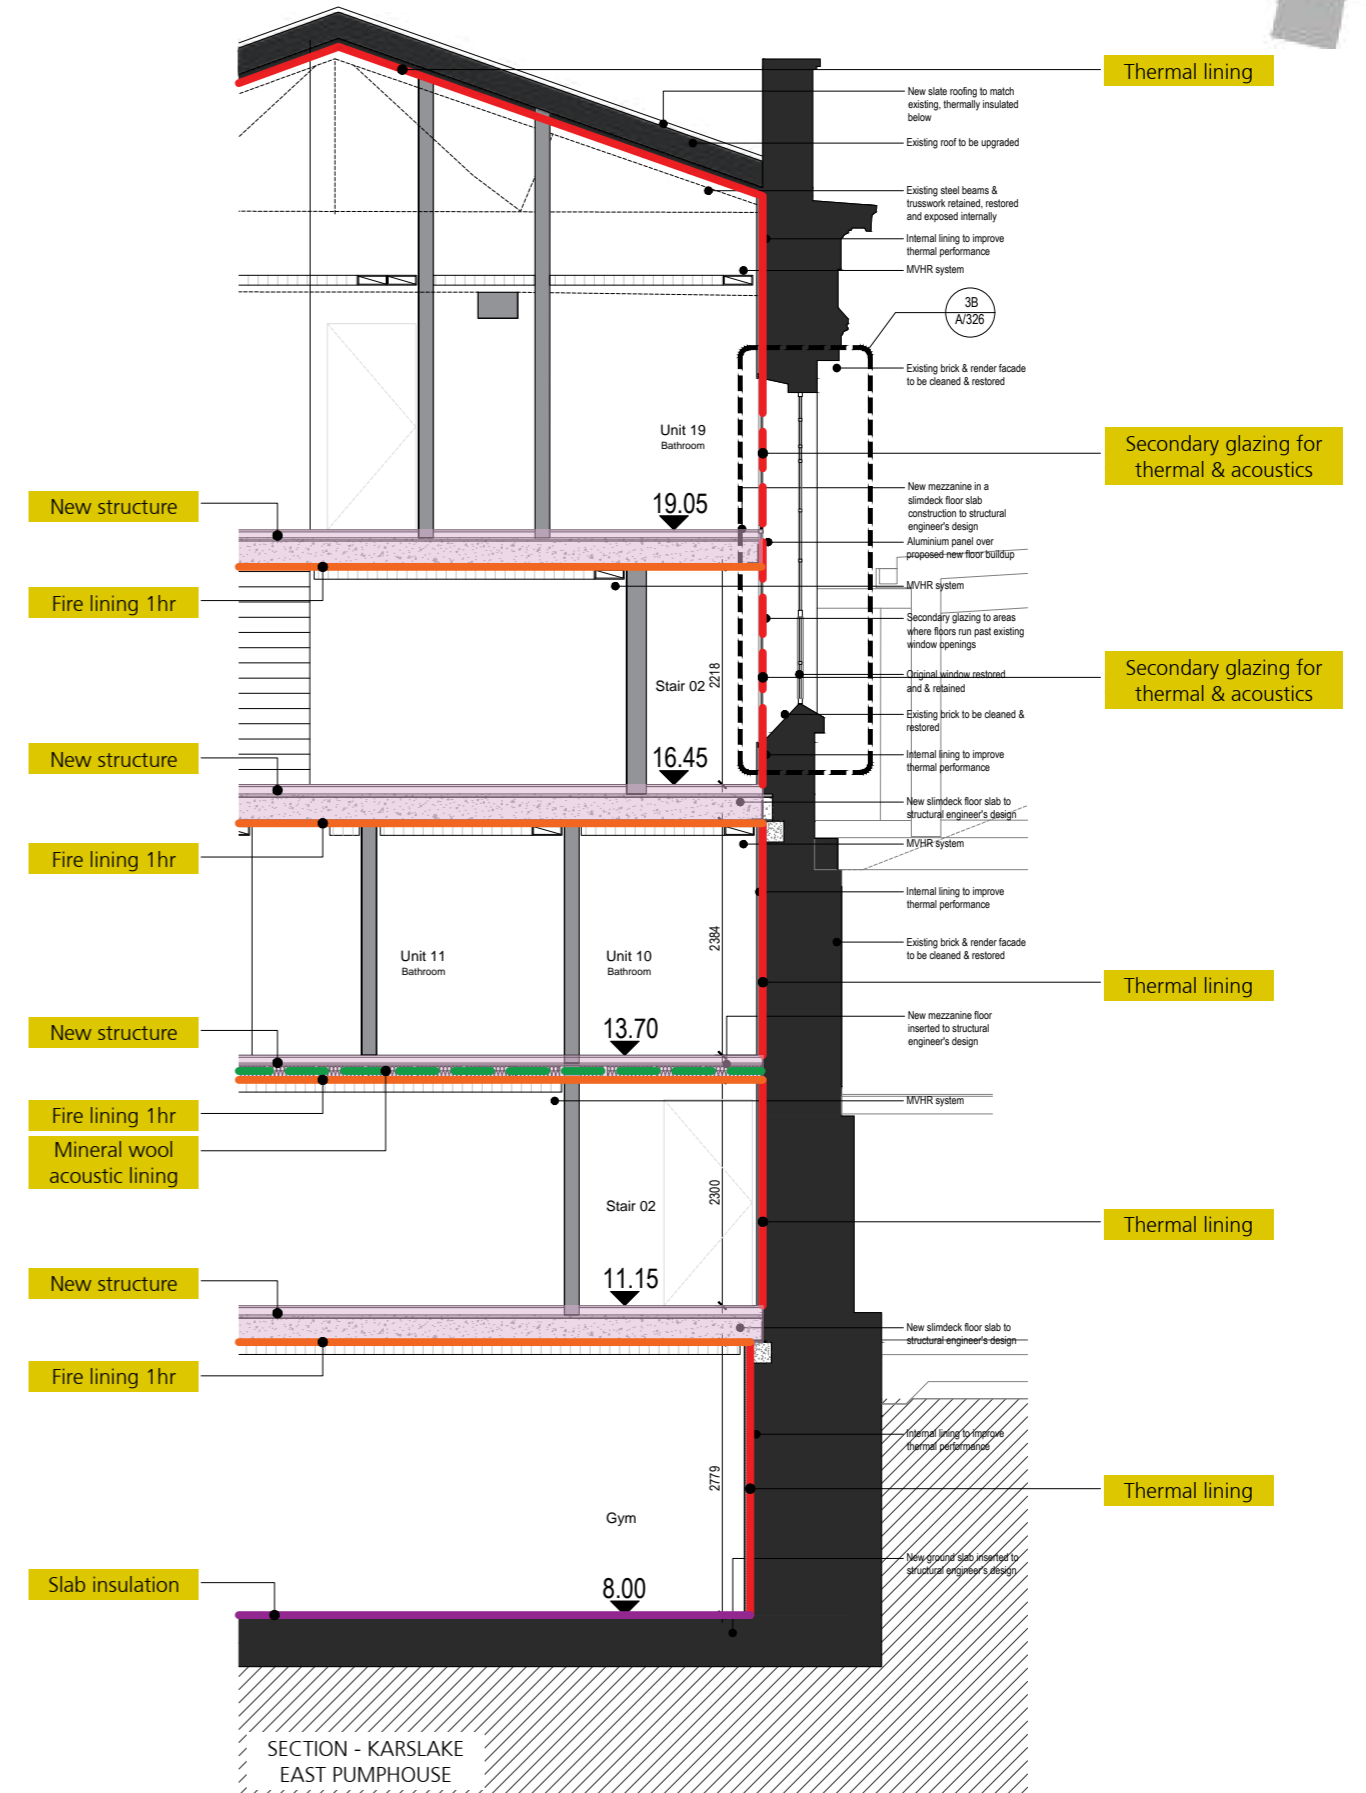 Thermal lining
New slate roofing to match
existing, thermally insulated
below
Existing roof to be upgraded
Existing steel beams &
trusswork retained, restored
and exposed internally
Internal lining to improve
thermal performance
MVHR system
3B
A/326
Existing brick & render facade
to be cleaned & restored
Unit 19
Bathroom
Secondary glazing for
thermal & acoustics
New structure
19.05
New mezzanine in a
slimdeck floor slab
construction to structural
engineer's design
Aluminium panel over
proposed new floor buildup
Fire lining 1hr
MVHR system
Secondary glazing to areas
where floors run past existing
window openings
Stair 02
2218
Original window restored
and & retained
Secondary glazing for
thermal & acoustics
Existing brick to be cleaned &
restored
New structure
16.45
Internal lining to improve
thermal performance
New slimdeck floor slab to
structural engineer's design
Fire lining 1hr
MVHR system
Internal lining to improve
thermal performance
Unit 11
Bathroom
Unit 10
Bathroom
2384
Existing brick & render facade
to be cleaned & restored
Thermal lining
New structure
13.70
New mezzanine floor
inserted to structural
engineer's design
Fire lining 1hr
MVHR system
Mineral wool
acoustic lining
Stair 02
2300
Thermal lining
New structure
11.15
New slimdeck floor slab to
structural engineer's design
Fire lining 1hr
Internal lining to improve
thermal performance
2779
Thermal lining
Gym
New ground slab inserted to
structural engineer's design
Slab insulation
8.00
SECTION - KARSLAKE
EAST PUMPHOUSE